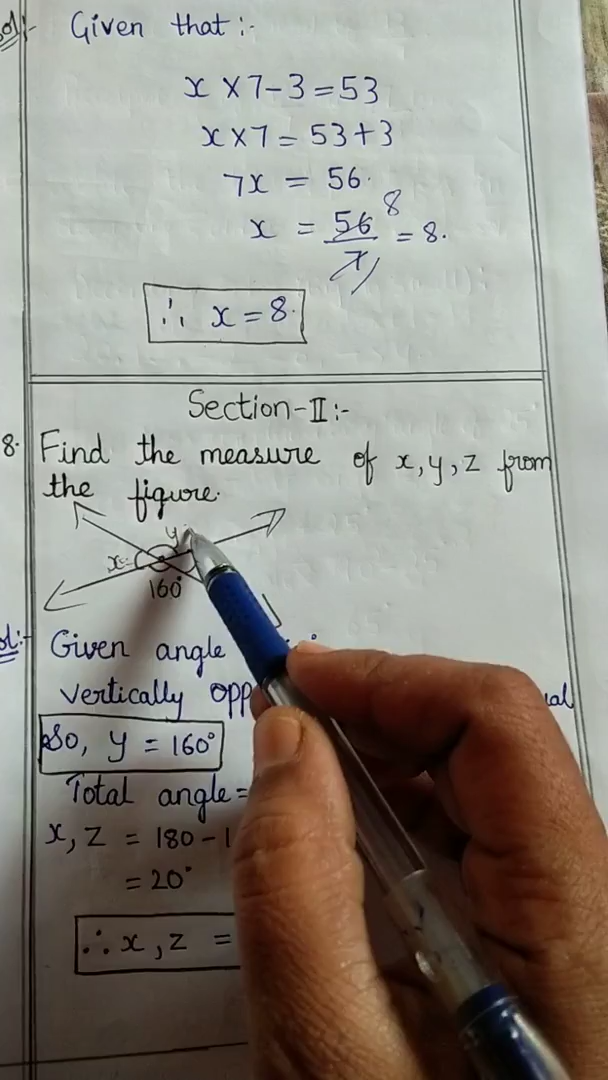 Given that :-
x × 7 - 3 = 53
x × 7 = 53 + 3
7x = 56.
x = 56/7 8 = 8.
∴ x = 8.
Section-II :-
8. Find the measure of x, y, z from
the figure.
y
x
160°
Given angle
vertically
So, y = 160°
Total angle =
x, z = 180 - 1
= 20°
∴ x, z =